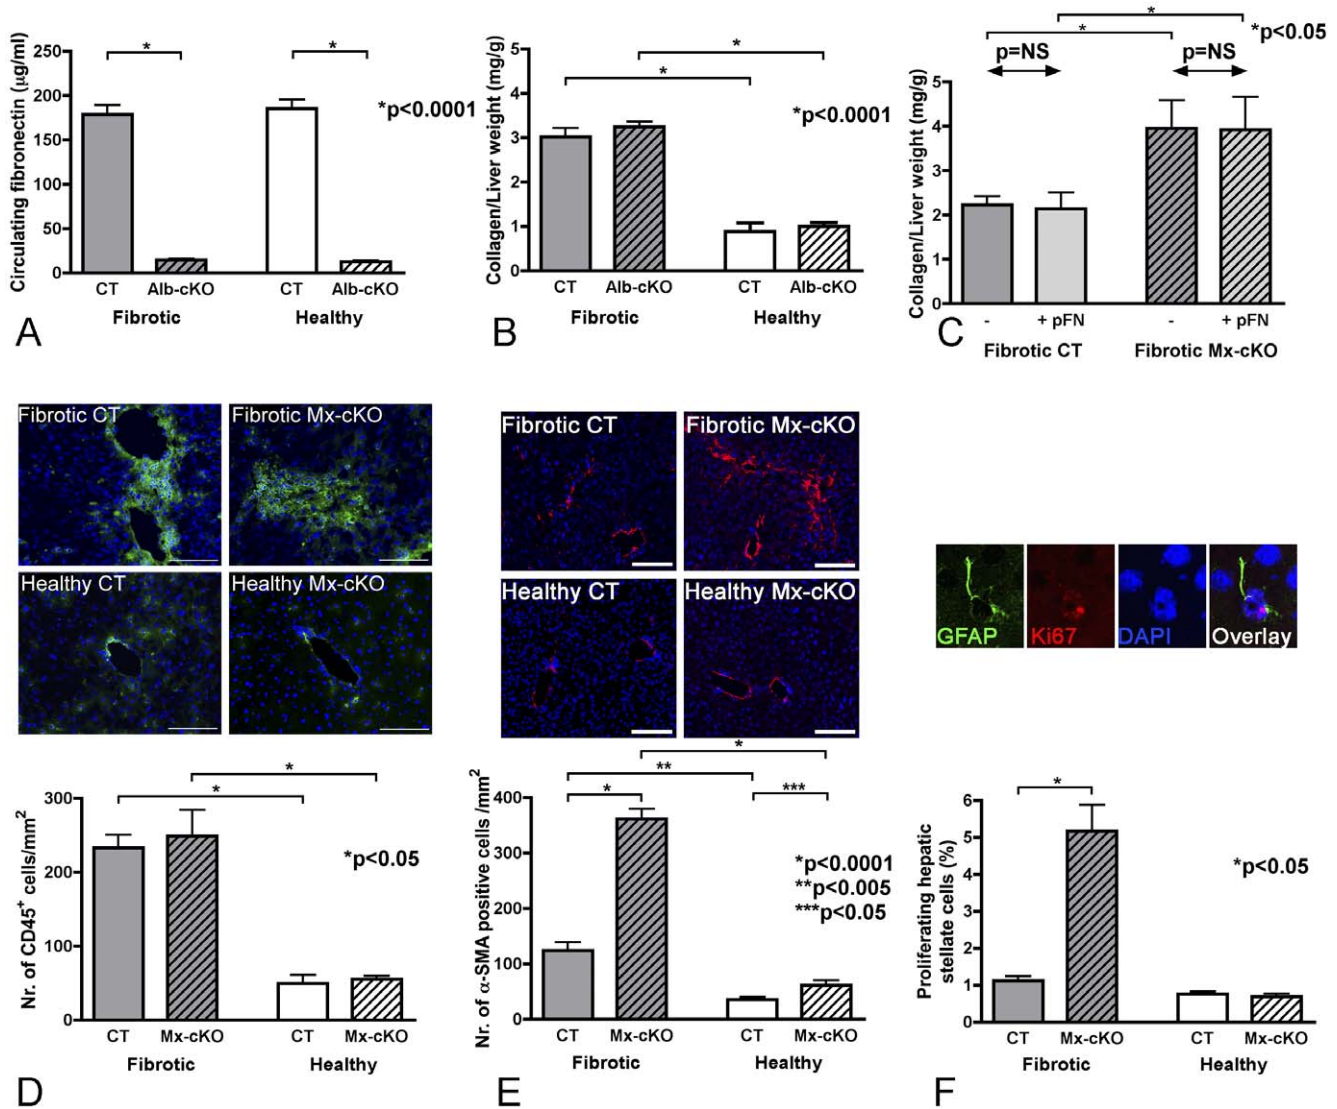 Circulating fibronectin (μg/ml)
250
200
150
100
50
0
*
*
*p<0.0001
CT Alb-cKO CT Alb-cKO
Fibrotic Healthy
A
Collagen/Liver weight (mg/g)
5
4
3
2
1
0
*
*
*p<0.0001
CT Alb-cKO CT Alb-cKO
Fibrotic Healthy
B
Collagen/Liver weight (mg/g)
5
4
3
2
1
0
*
*
*p<0.05
p=NS p=NS
- + pFN - + pFN
Fibrotic CT Fibrotic Mx-cKO
C
Fibrotic CT Fibrotic Mx-cKO
Healthy CT Healthy Mx-cKO
Nr. of CD45+ cells/mm2
300
200
100
0
*
*
*p<0.05
CT Mx-cKO CT Mx-cKO
Fibrotic Healthy
D
Fibrotic CT Fibrotic Mx-cKO
Healthy CT Healthy Mx-cKO
Nr. of α-SMA positive cells /mm2
400
300
200
100
0
*
**
* ***
*p<0.0001
**p<0.005
***p<0.05
CT Mx-cKO CT Mx-cKO
Fibrotic Healthy
E
GFAP Ki67 DAPI Overlay
Proliferating hepatic
stellate cells (%)
6
5
4
3
2
1
0
*
*p<0.05
CT Mx-cKO CT Mx-cKO
Fibrotic Healthy
F